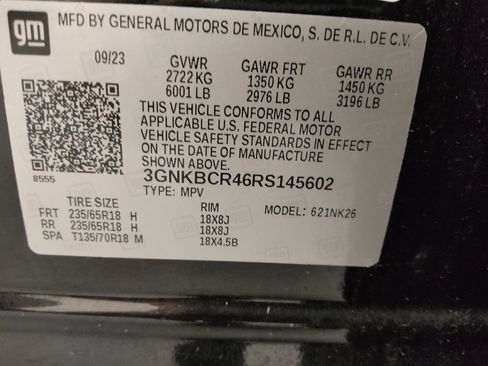 gm
MFD BY GENERAL MOTORS DE MEXICO, S. DE R.L. DE C.V.
09/23 GVWR GAWR FRT GAWR RR
2722 KG 1350 KG 1450 KG
6001 LB 2976 LB 3196 LB
THIS VEHICLE CONFORMS TO ALL
APPLICABLE U.S. FEDERAL MOTOR
VEHICLE SAFETY STANDARDS IN EFFECT
ON THE DATE OF MANUFACTURE
SHOWN ABOVE.
8555
3GNKBCR46RS145602
TYPE: MPV
TIRE SIZE RIM MODEL: 621NK26
FRT 235/65R18 H 18X8J
RR 235/65R18 H 18X8J
SPA T135/70R18 M 18X4.5B